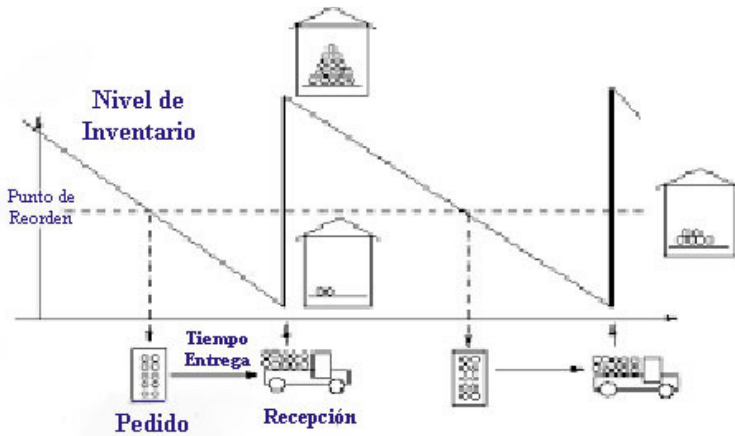 Nivel de
Inventario
Punto de
Reorden
Tiempo
Entrega
Pedido
Recepción